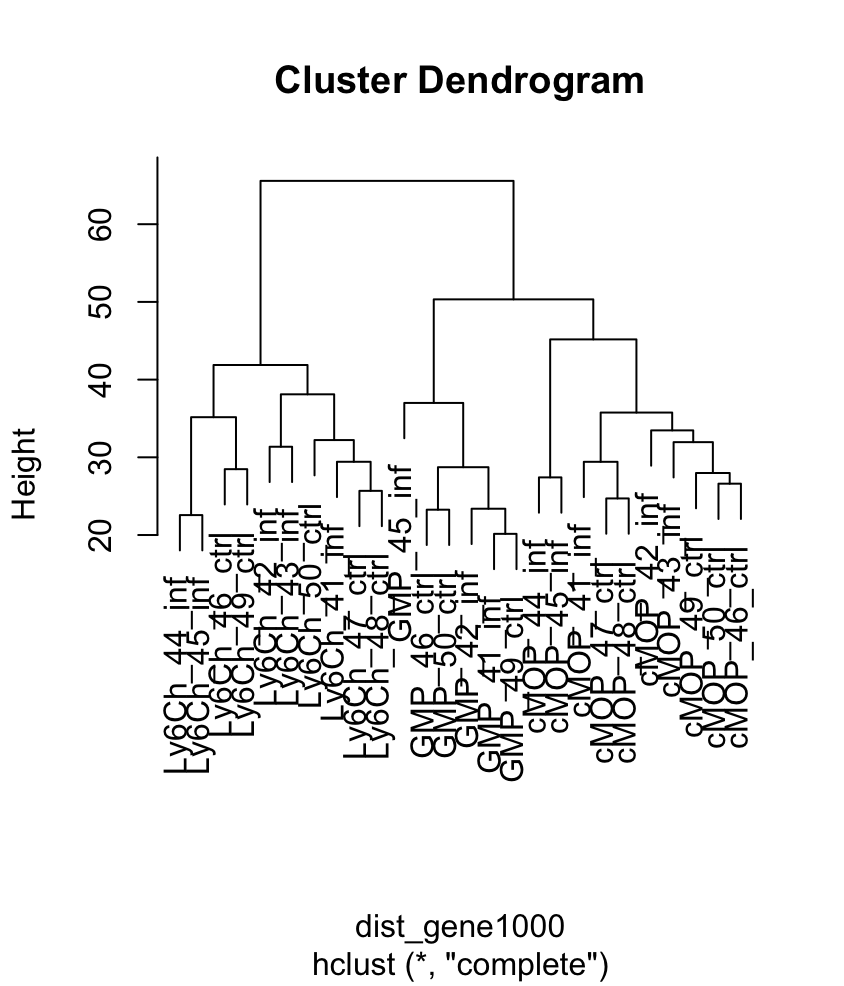 Cluster Dendrogram
Height
60
50
40
30
20
Ly6Ch_44_inf
Ly6Ch_45_inf
Ly6Ch_46_ctrl
Ly6Ch_49_ctrl
Ly6Ch_42_inf
Ly6Ch_43_inf
Ly6Ch_50_ctrl
Ly6Ch_41_inf
Ly6Ch_47_ctrl
Ly6Ch_48_ctrl
GMP_45_inf
GMP_46_ctrl
GMP_50_ctrl
GMP_42_inf
GMP_41_inf
GMP_49_ctrl
cMOP_44_inf
cMOP_45_inf
cMOP_41_inf
cMOP_47_ctrl
cMOP_48_ctrl
cMOP_42_inf
cMOP_43_inf
cMOP_49_ctrl
cMOP_50_ctrl
cMOP_46_ctrl
dist_gene1000
hclust (*, "complete")